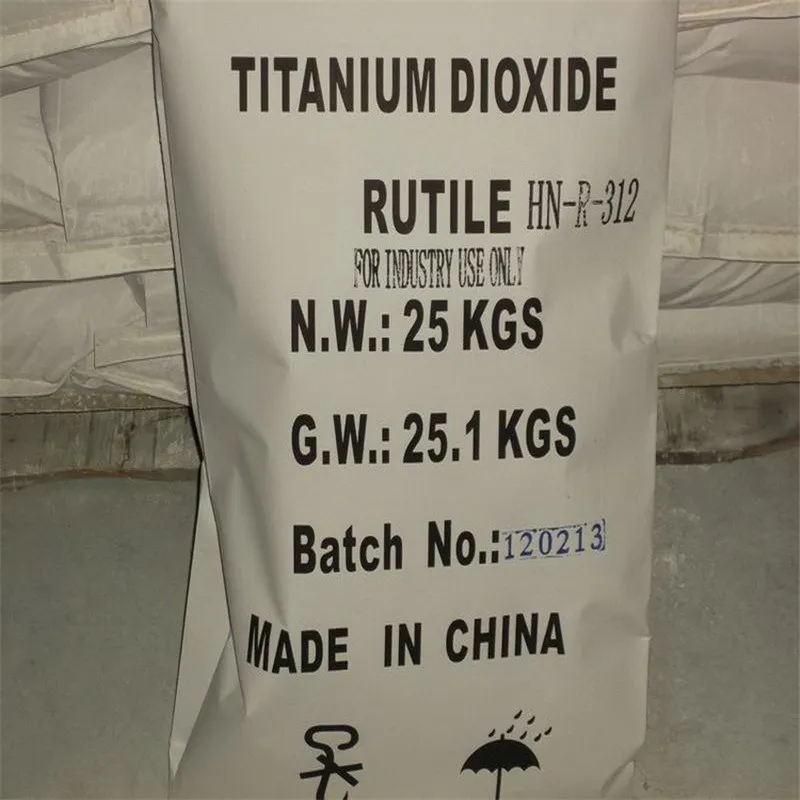 TITANIUM DIOXIDE
RUTILE HN-R-312
FOR INDUSTRY USE ONLY
N.W.: 25 KGS
G.W.: 25.1 KGS
Batch No.: 120213
MADE IN CHINA